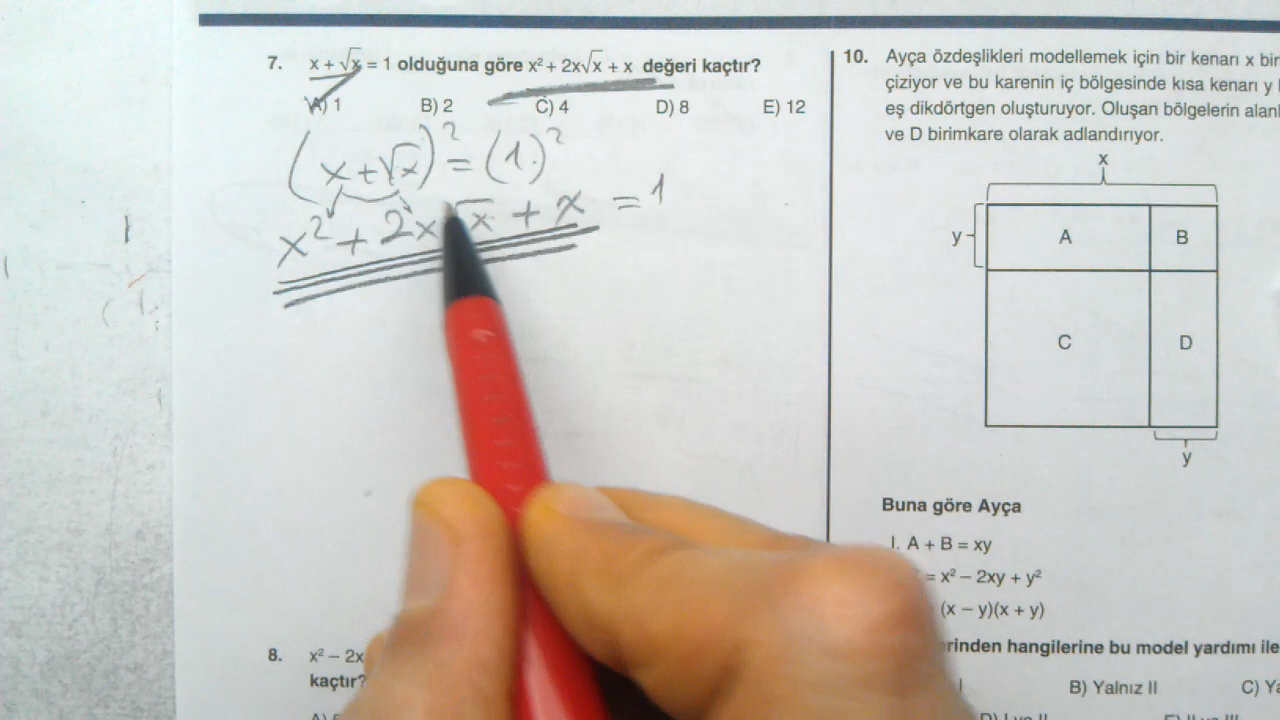 7. x + √x = 1 olduğuna göre x² + 2x√x + x değeri kaçtır?
A) 1 B) 2 C) 4 D) 8 E) 12
(x + √x)² = (1)²
x² + 2x√x + x = 1
8. x² – 2x
kaçtır?
10. Ayça özdeşlikleri modellemek için bir kenarı x bir
çiziyor ve bu karenin iç bölgesinde kısa kenarı y
eş dikdörtgen oluşturuyor. Oluşan bölgelerin alanl
ve D birimkare olarak adlandırıyor.
x
y
A B
C D
y
Buna göre Ayça
I. A + B = xy
= x² – 2xy + y²
(x – y)(x + y)
rinden hangilerine bu model yardımı ile
B) Yalnız II C) Ya